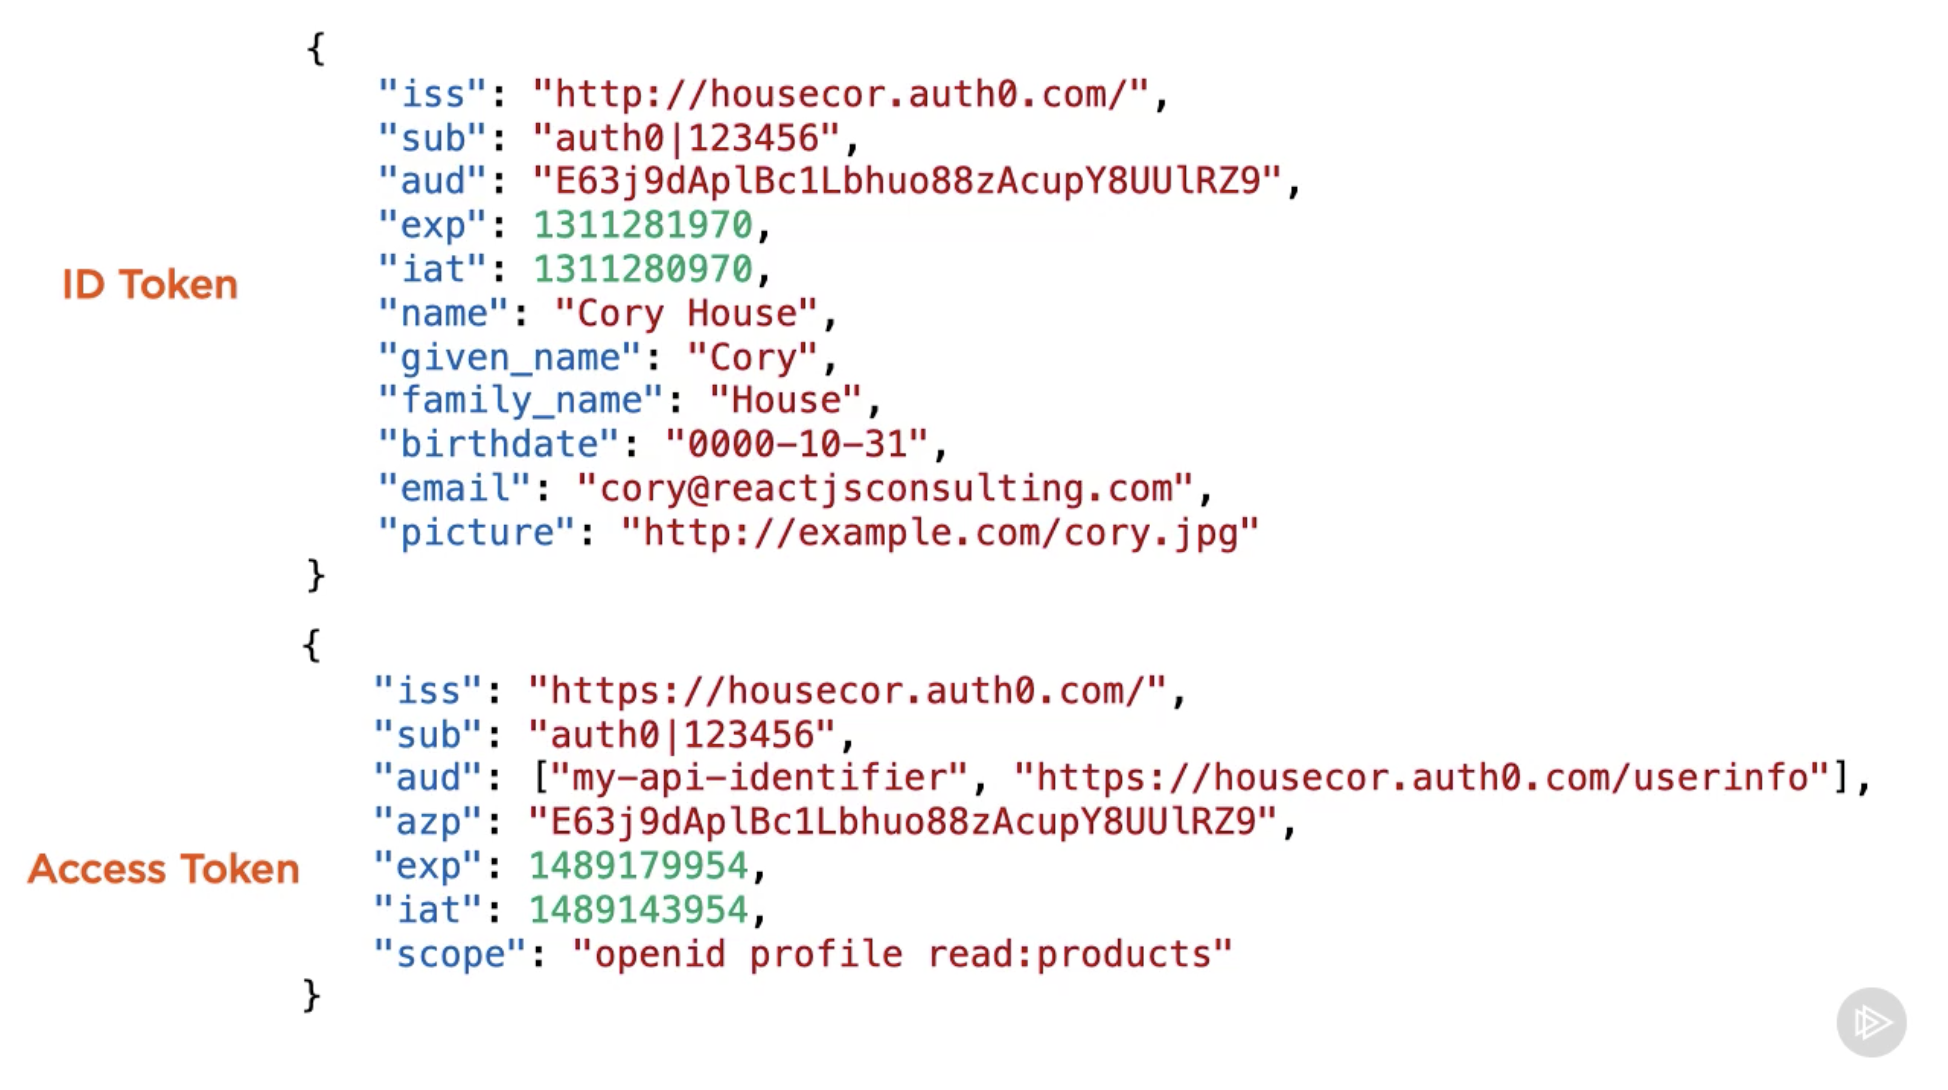 {
"iss": "http://housecor.auth0.com/",
"sub": "auth0|123456",
"aud": "E63j9dAplBc1Lbhuo88zAcupY8UUlRZ9",
"exp": 1311281970,
"iat": 1311280970,
ID Token
"name": "Cory House",
"given_name": "Cory",
"family_name": "House",
"birthdate": "0000-10-31",
"email": "cory@reactjsconsulting.com",
"picture": "http://example.com/cory.jpg"
}
{
"iss": "https://housecor.auth0.com/",
"sub": "auth0|123456",
"aud": ["my-api-identifier", "https://housecor.auth0.com/userinfo"],
"azp": "E63j9dAplBc1Lbhuo88zAcupY8UUlRZ9",
Access Token
"exp": 1489179954,
"iat": 1489143954,
"scope": "openid profile read:products"
}